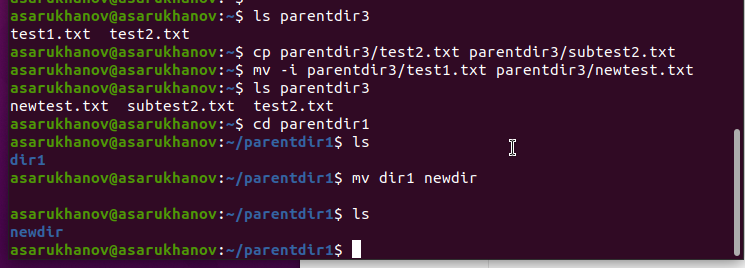 asarukhanov@asarukhanov:~$ ls parentdir3
test1.txt  test2.txt
asarukhanov@asarukhanov:~$ cp parentdir3/test2.txt parentdir3/subtest2.txt
asarukhanov@asarukhanov:~$ mv -i parentdir3/test1.txt parentdir3/newtest.txt
asarukhanov@asarukhanov:~$ ls parentdir3
newtest.txt  subtest2.txt  test2.txt
asarukhanov@asarukhanov:~$ cd parentdir1
asarukhanov@asarukhanov:~/parentdir1$ ls
dir1
asarukhanov@asarukhanov:~/parentdir1$ mv dir1 newdir
asarukhanov@asarukhanov:~/parentdir1$ ls
newdir
asarukhanov@asarukhanov:~/parentdir1$